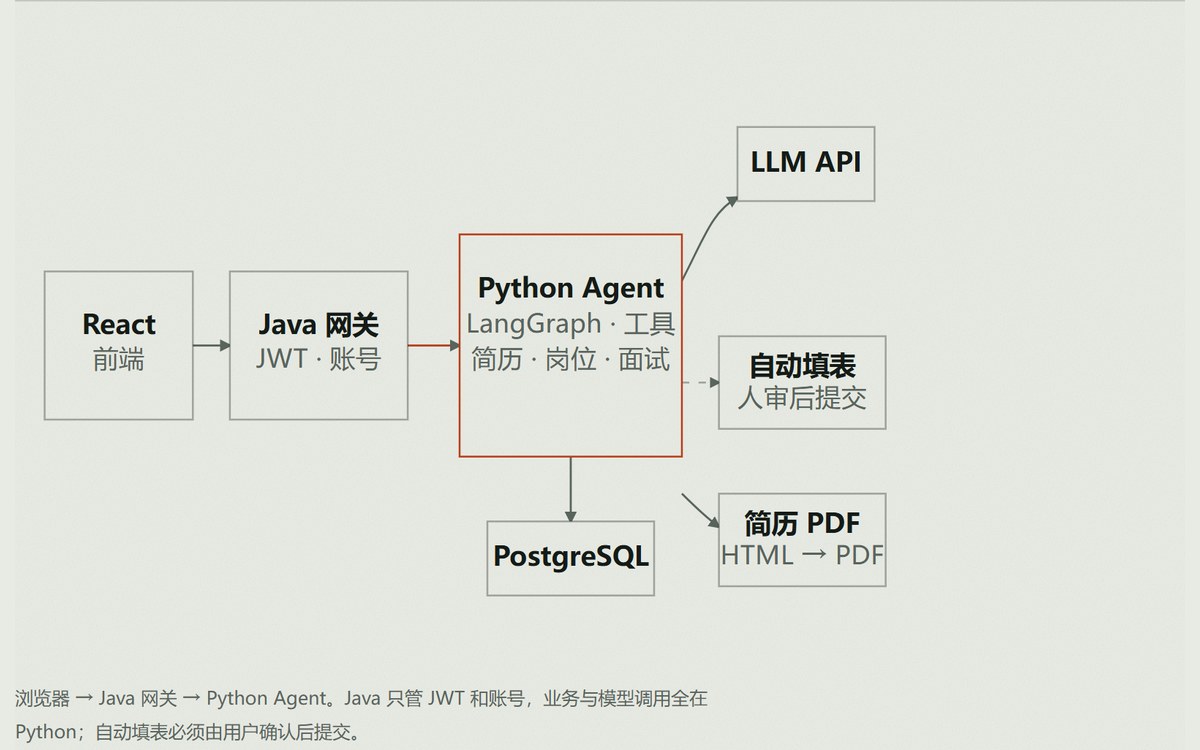 LLM API
React
前端
Java 网关
JWT · 账号
Python Agent
LangGraph · 工具
简历 · 岗位 · 面试
自动填表
人审后提交
PostgreSQL
简历 PDF
HTML → PDF
浏览器 → Java 网关 → Python Agent。Java 只管 JWT 和账号，业务与模型调用全在
Python；自动填表必须由用户确认后提交。